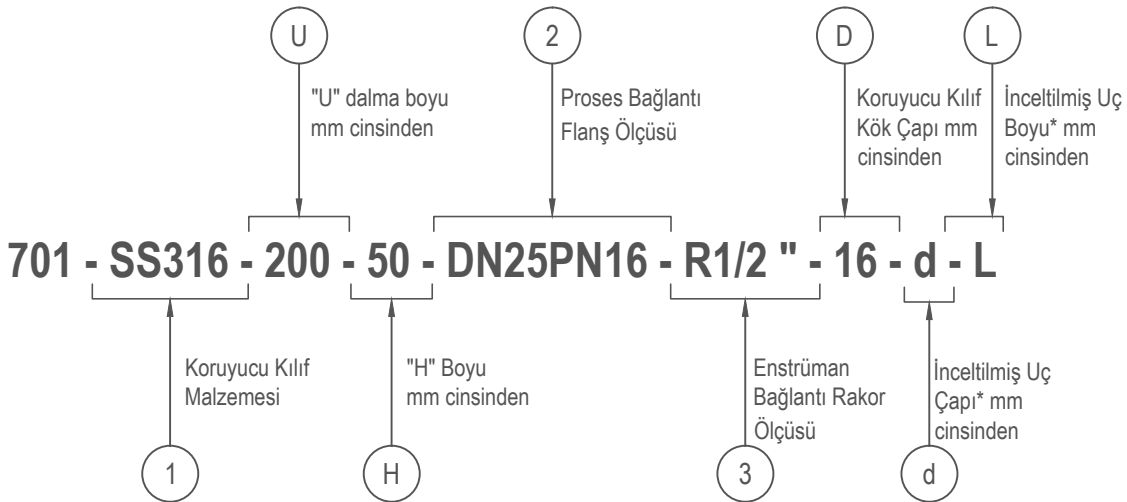 U
2
D
L
"U" dalma boyu
mm cinsinden
Proses Bağlantı
Flanş Ölçüsü
Koruyucu Kılıf
Kök Çapı mm
cinsinden
İnceltilmiş Uç
Boyu* mm
cinsinden
701 - SS316 - 200 - 50 - DN25PN16 - R1/2 " - 16 - d - L
Koruyucu Kılıf
Malzemesi
"H" Boyu
mm cinsinden
Enstrüman
Bağlantı Rakor
Ölçüsü
İnceltilmiş Uç
Çapı* mm
cinsinden
1
H
3
d